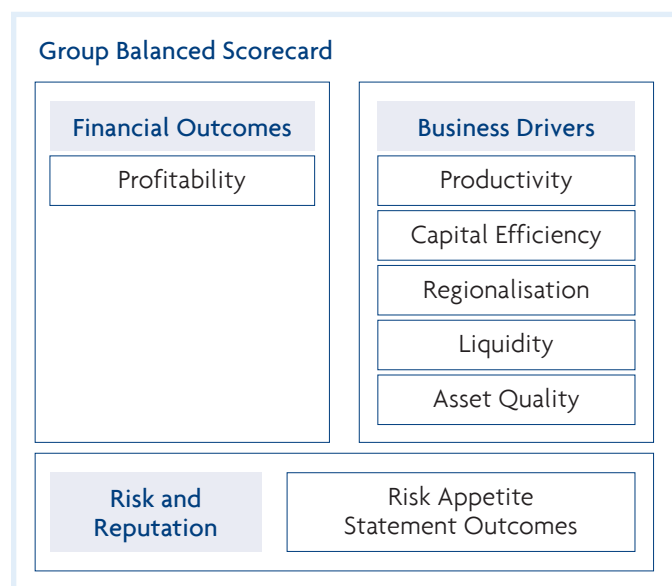 Group Balanced Scorecard
Financial Outcomes
Profitability
Business Drivers
Productivity
Capital Efficiency
Regionalisation
Liquidity
Asset Quality
Risk and
Reputation
Risk Appetite
Statement Outcomes